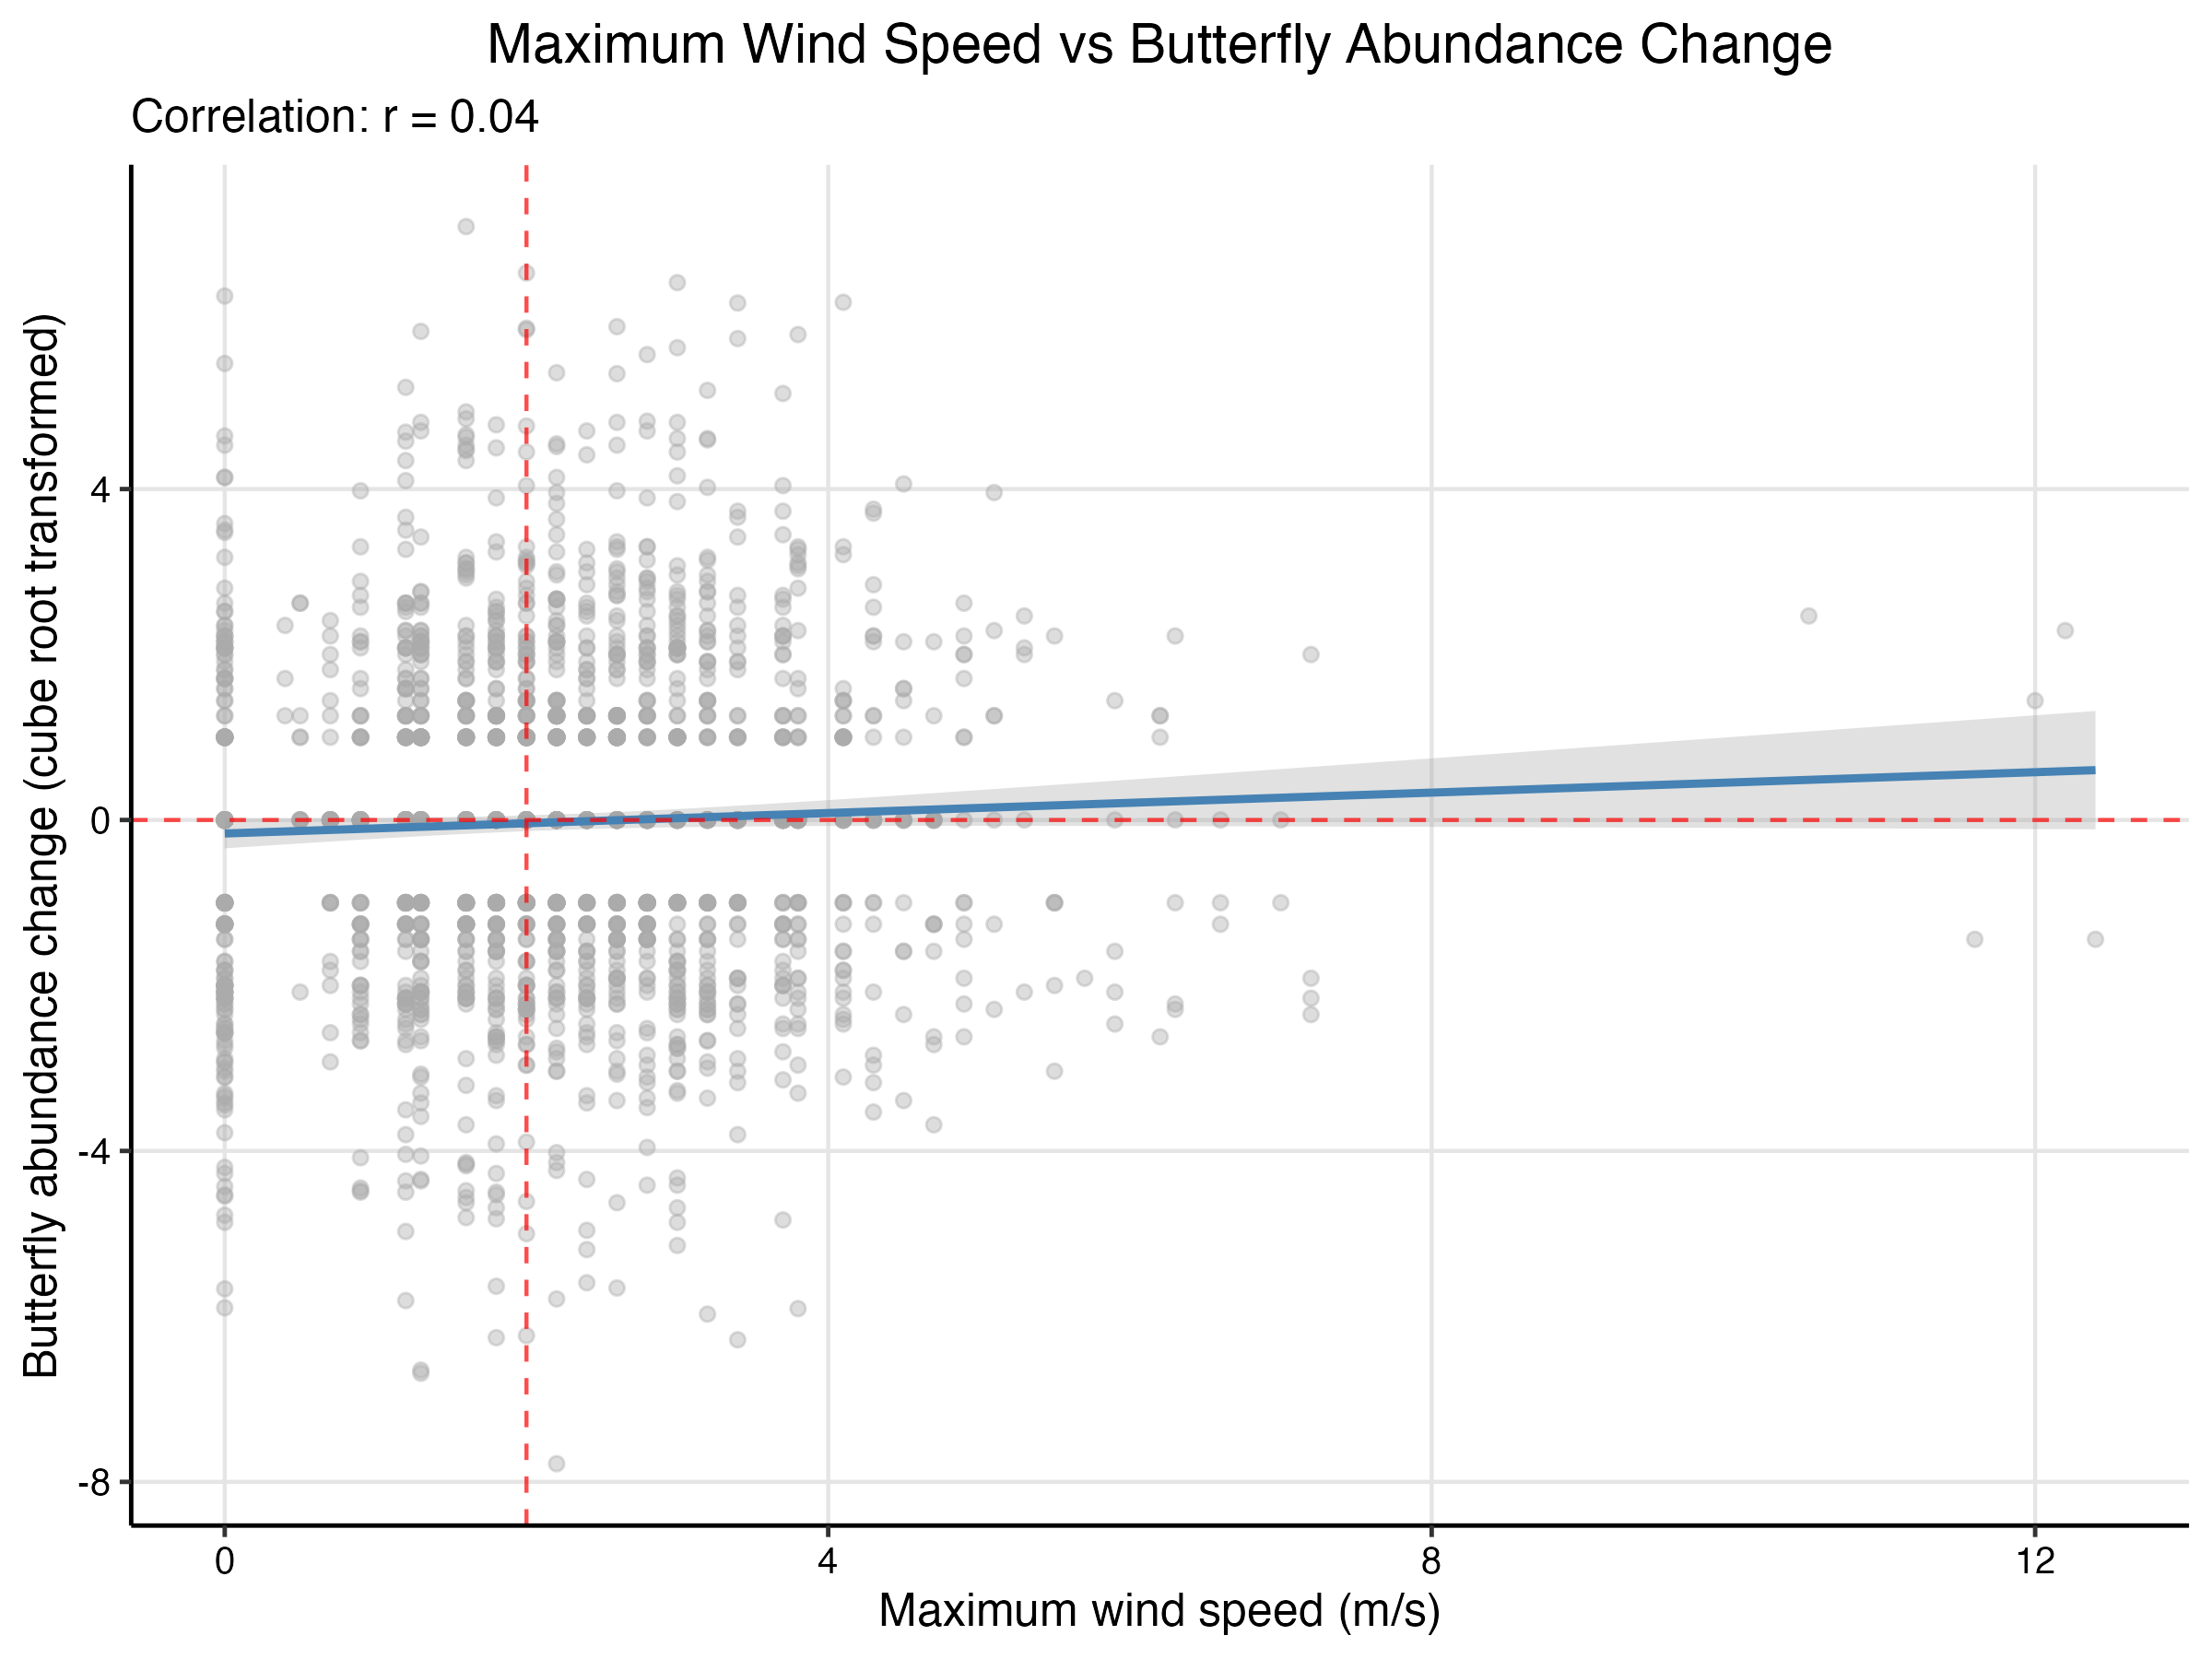 Maximum Wind Speed vs Butterfly Abundance Change
Correlation: r = 0.04
Butterfly abundance change (cube root transformed)
4
0
-4
-8
0
4
8
12
Maximum wind speed (m/s)